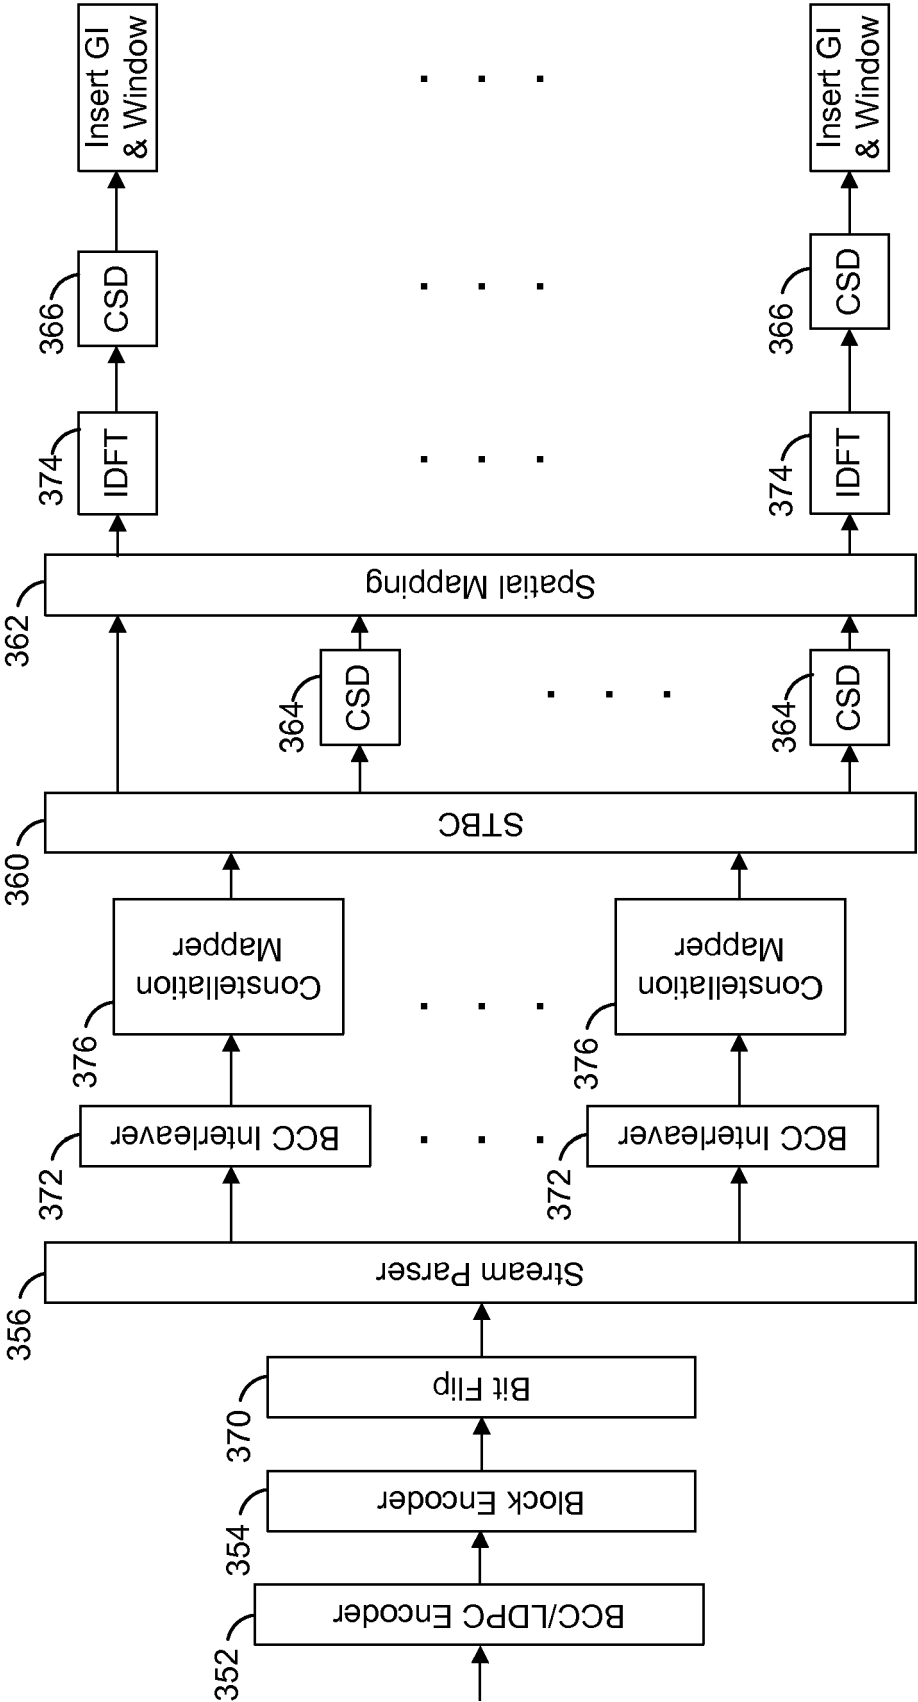 352
BCC/LDPC Encoder
354
Block Encoder
370
Bit Flip
356
Stream Parser
372
BCC Interleaver
372
BCC Interleaver
376
Constellation
Mapper
376
Constellation
Mapper
360
STBC
364
CSD
364
CSD
362
Spatial Mapping
374
IDFT
374
IDFT
366
CSD
366
CSD
Insert GI
& Window
Insert GI
& Window